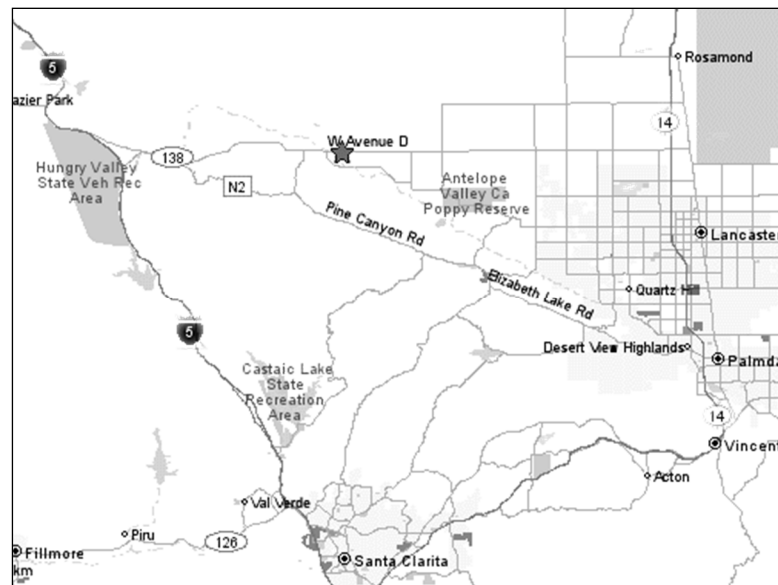 5
Rosamond
azier Park
14
W Avenue D
138
Hungry Valley
State Veh Rec
Area
N2
Antelope
Valley Ca
Poppy Reserve
Pine Canyon Rd
Lancaster
Elizabeth Lake Rd
Quartz H
5
Desert View Highlands
Palmda
Castaic Lake
State
Recreation
Area
14
Vincent
Acton
Val Verde
Piru
126
Fillmore
Santa Clarita
km